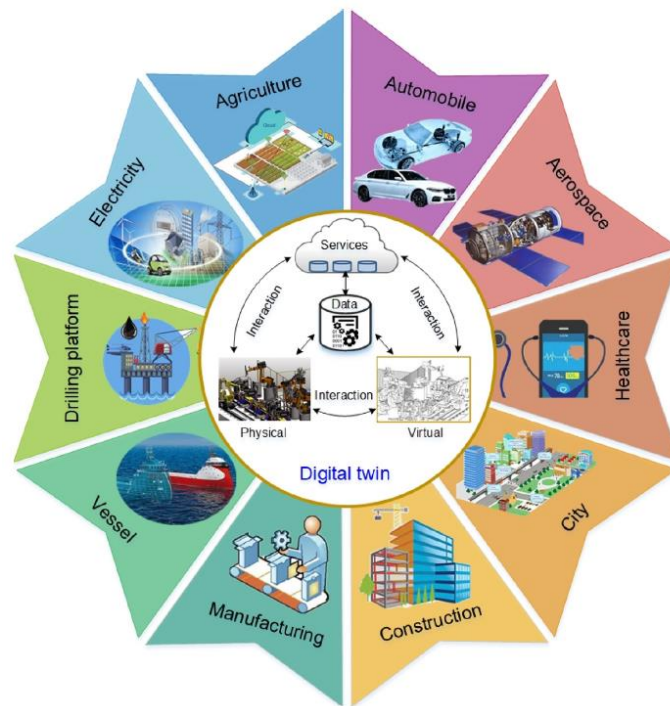 Agriculture
Automobile
Aerospace
Healthcare
City
Construction
Manufacturing
Vessel
Drilling platform
Electricity
Cloud
Services
Interaction
Data
Interaction
Interaction
Physical
Virtual
Digital twin